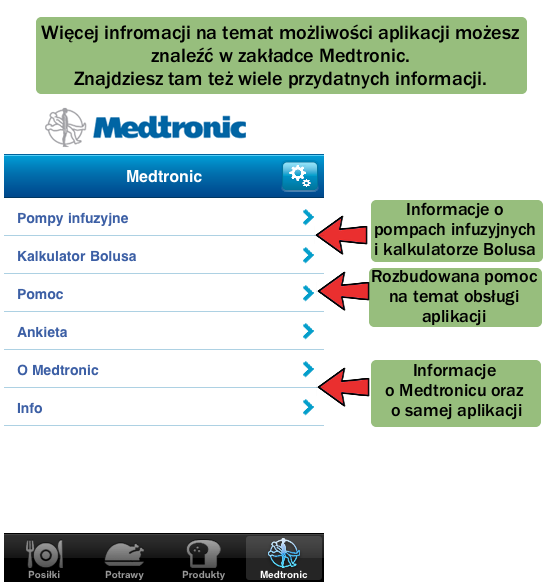 Więcej infromacji na temat możliwości aplikacji możesz
znaleźć w zakładce Medtronic.
Znajdziesz tam też wiele przydatnych informacji.
Medtronic
Medtronic
Pompy infuzyjne
Kalkulator Bolusa
Pomoc
Ankieta
O Medtronic
Info
Informacje o
pompach infuzyjnych
i kalkulatorze Bolusa
Rozbudowana pomoc
na temat obsługi
aplikacji
Informacje
o Medtronicu oraz
o samej aplikacji
Posiłki
Potrawy
Produkty
Medtronic